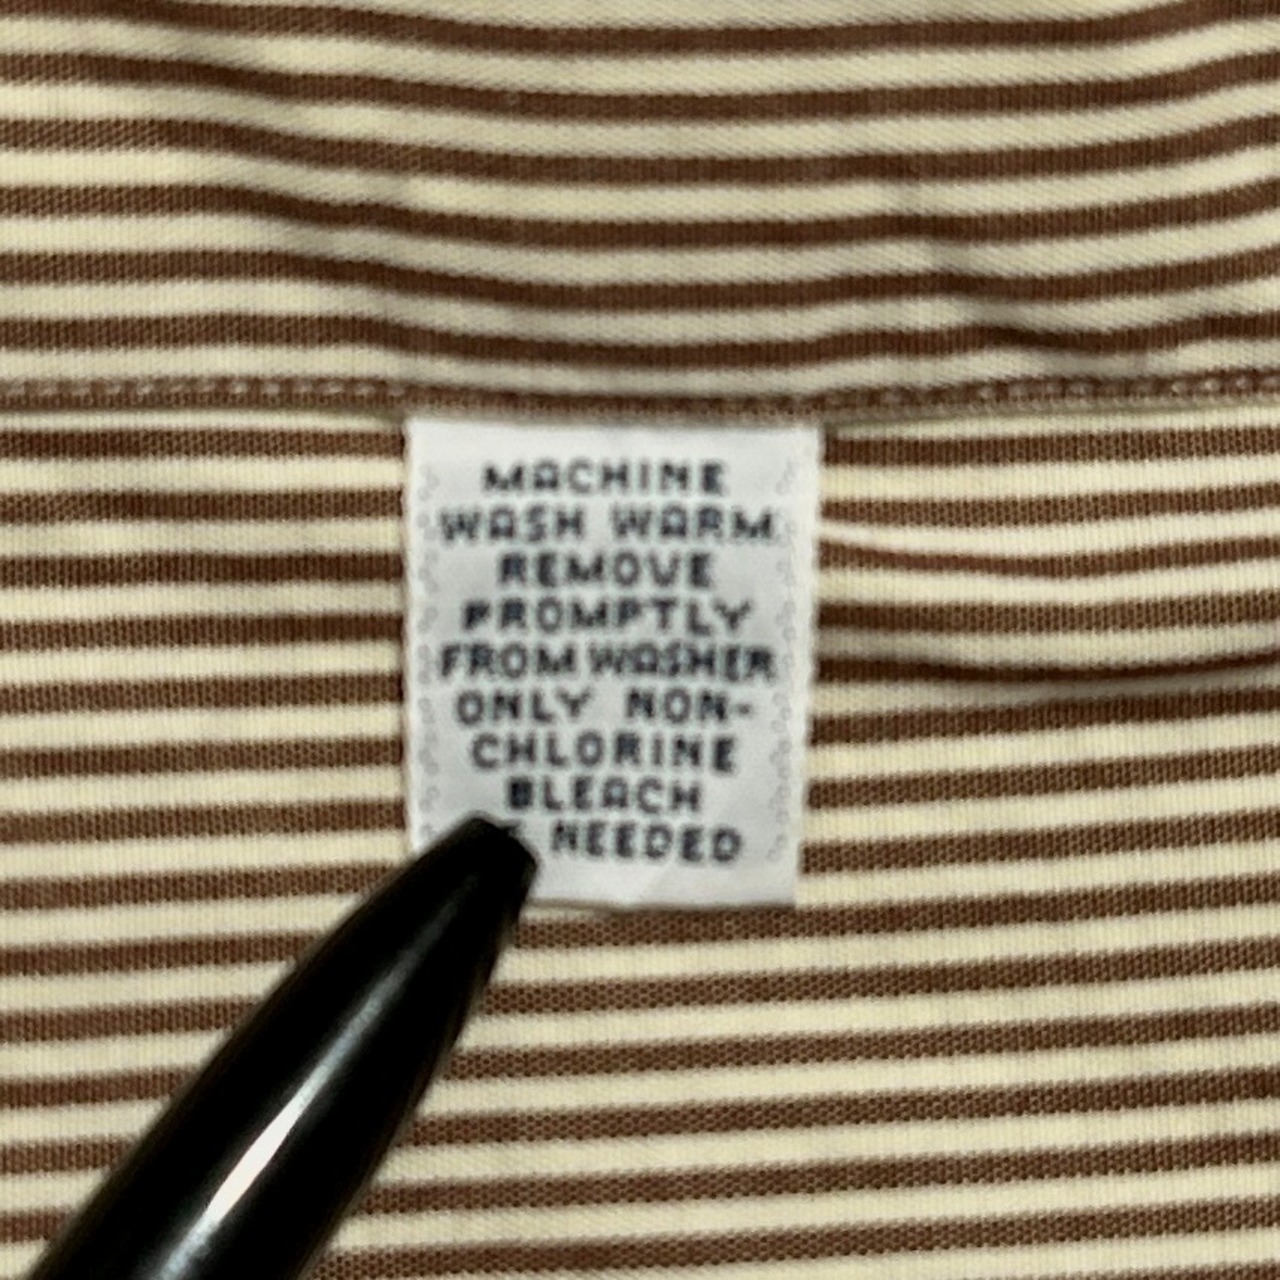 MACHINE
WASH WARM
REMOVE
PROMPTLY
FROM WASHER
ONLY NON-
CHLORINE
BLEACH
NEEDED